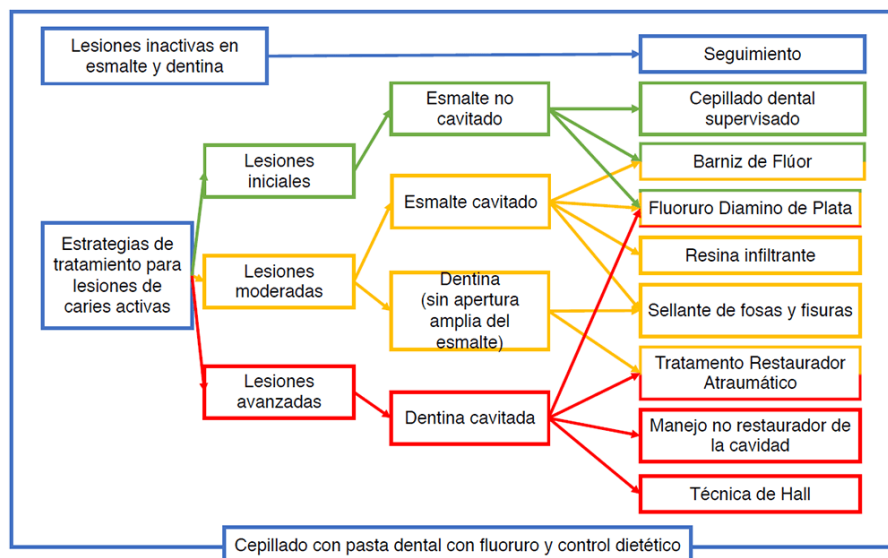 Lesiones inactivas en
esmalte y dentina
Seguimiento
Esmalte no
cavitado
Cepillado dental
supervisado
Lesiones
iniciales
Barniz de Flúor
Esmalte cavitado
Fluoruro Diamino de Plata
Estrategias de
tratamiento para
lesiones de
caries activas
Lesiones
moderadas
Resina infiltrante
Dentina
(sin apertura
amplia del
esmalte)
Sellante de fosas y fisuras
Tratamiento Restaurador
Atraumático
Lesiones
avanzadas
Dentina cavitada
Manejo no restaurador de
la cavidad
Técnica de Hall
Cepillado con pasta dental con fluoruro y control dietético